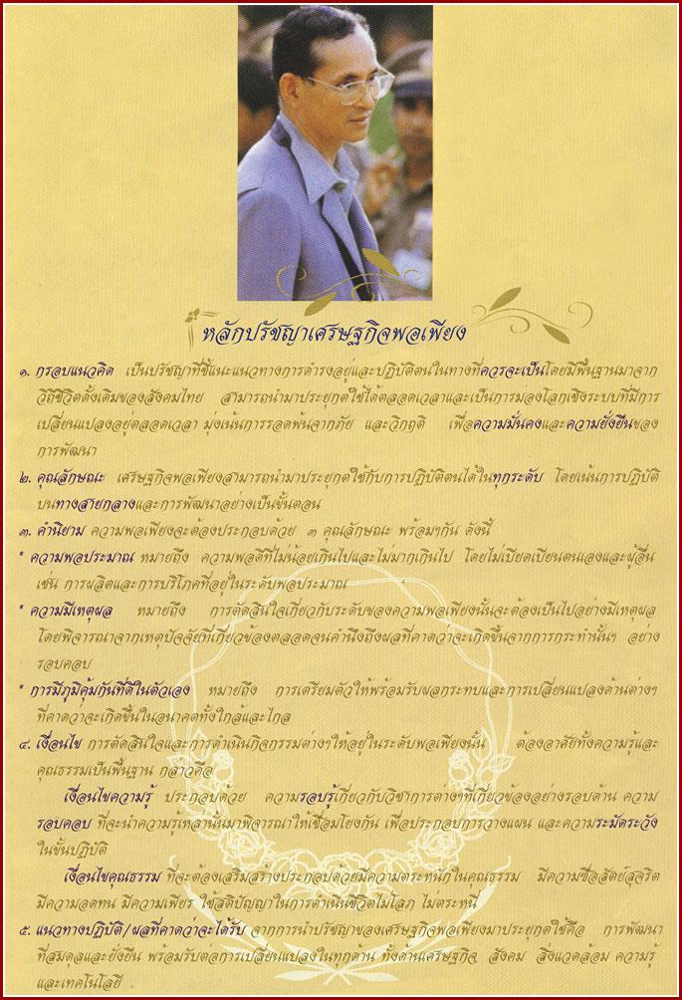 หลักปรัชญาเศรษฐกิจพอเพียง
๑. กรอบแนวคิด เป็นปรัชญาที่ชี้แนะแนวทางการดำรงอยู่และปฏิบัติตนในทางที่ควรจะเป็นโดยมีพื้นฐานมาจาก
วิถีชีวิตดั้งเดิมของสังคมไทย สามารถนำมาประยุกต์ใช้ได้ตลอดเวลาและเป็นการมองโลกเชิงระบบที่มีการ
เปลี่ยนแปลงอยู่ตลอดเวลา มุ่งเน้นการรอดพ้นจากภัย และวิกฤติ เพื่อความมั่นคงและความยั่งยืนของ
การพัฒนา
๒. คุณลักษณะ เศรษฐกิจพอเพียงสามารถนำมาประยุกต์ใช้กับการปฏิบัติตนได้ในทุกระดับ โดยเน้นการปฏิบัติ
บนทางสายกลางและการพัฒนาอย่างเป็นขั้นตอน
๓. คำนิยาม ความพอเพียงจะต้องประกอบด้วย ๓ คุณลักษณะ พร้อมๆกัน ดังนี้
* ความพอประมาณ หมายถึง ความพอดีที่ไม่น้อยเกินไปและไม่มากเกินไป โดยไม่เบียดเบียนตนเองและผู้อื่น
เช่น การผลิตและการบริโภคที่อยู่ในระดับพอประมาณ
* ความมีเหตุผล หมายถึง การตัดสินใจเกี่ยวกับระดับของความพอเพียงนั้นจะต้องเป็นไปอย่างมีเหตุผล
โดยพิจารณาจากเหตุปัจจัยที่เกี่ยวข้องตลอดจนคำนึงถึงผลที่คาดว่าจะเกิดขึ้นจากการกระทำนั้นๆ อย่าง
รอบคอบ
* การมีภูมิคุ้มกันที่ดีในตัวเอง หมายถึง การเตรียมตัวให้พร้อมรับผลกระทบและการเปลี่ยนแปลงด้านต่างๆ
ที่คาดว่าจะเกิดขึ้นในอนาคตทั้งใกล้และไกล
๔. เงื่อนไข การตัดสินใจและการดำเนินกิจกรรมต่างๆให้อยู่ในระดับพอเพียงนั้น ต้องอาศัยทั้งความรู้และ
คุณธรรมเป็นพื้นฐาน กล่าวคือ
เงื่อนไขความรู้ ประกอบด้วย ความรอบรู้เกี่ยวกับวิชาการต่างๆที่เกี่ยวข้องอย่างรอบด้าน ความ
รอบคอบ ที่จะนำความรู้เหล่านั้นมาพิจารณาให้เชื่อมโยงกัน เพื่อประกอบการวางแผน และความระมัดระวัง
ในขั้นปฏิบัติ
เงื่อนไขคุณธรรม ที่จะต้องเสริมสร้างประกอบด้วยมีความตระหนักในคุณธรรม มีความซื่อสัตย์สุจริต
มีความอดทน มีความเพียร ใช้สติปัญญาในการดำเนินชีวิตไม่โลภ ไม่ตระหนี่
๕. แนวทางปฏิบัติ/ผลที่คาดว่าจะได้รับ จากการนำปรัชญาของเศรษฐกิจพอเพียงมาประยุกต์ใช้คือ การพัฒนา
ที่สมดุลและยั่งยืน พร้อมรับต่อการเปลี่ยนแปลงในทุกด้าน ทั้งด้านเศรษฐกิจ สังคม สิ่งแวดล้อม ความรู้
และเทคโนโลยี